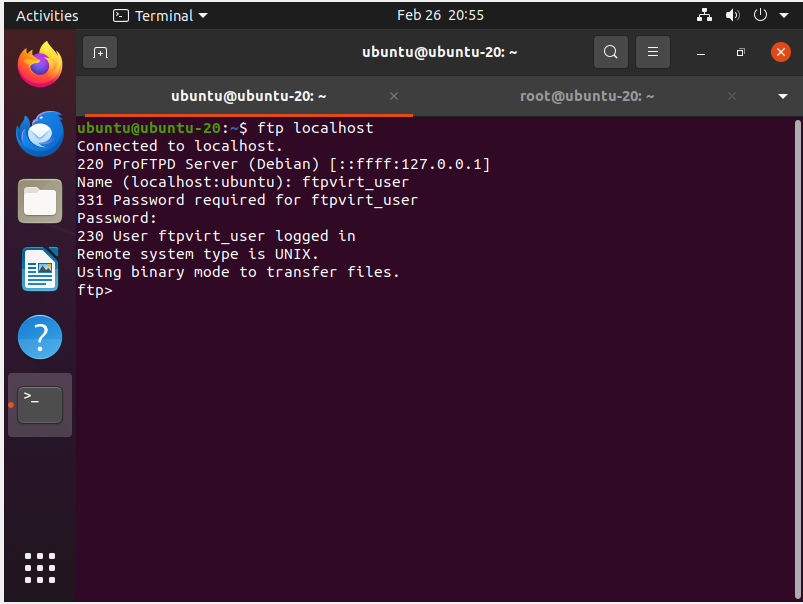 Activities
Terminal
Feb 26 20:55
ubuntu@ubuntu-20: ~
ubuntu@ubuntu-20: ~
root@ubuntu-20: ~
ubuntu@ubuntu-20:~$ ftp localhost
Connected to localhost.
220 ProFTPD Server (Debian) [::ffff:127.0.0.1]
Name (localhost:ubuntu): ftpvirt_user
331 Password required for ftpvirt_user
Password:
230 User ftpvirt_user logged in
Remote system type is UNIX.
Using binary mode to transfer files.
ftp>